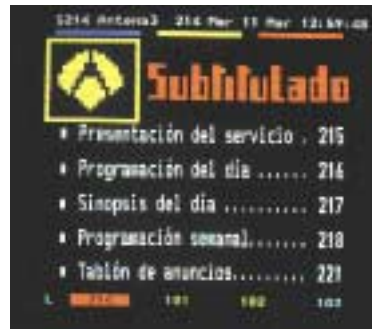 S214 Antena3 214 Mar 11 Mar 12:59:48
Subtitulado
Presentación del servicio . 215
Programación del día ...... 216
Sinopsis del día .......... 217
Programación semanal....... 218
Tablón de anuncios......... 221
L 101 102 103